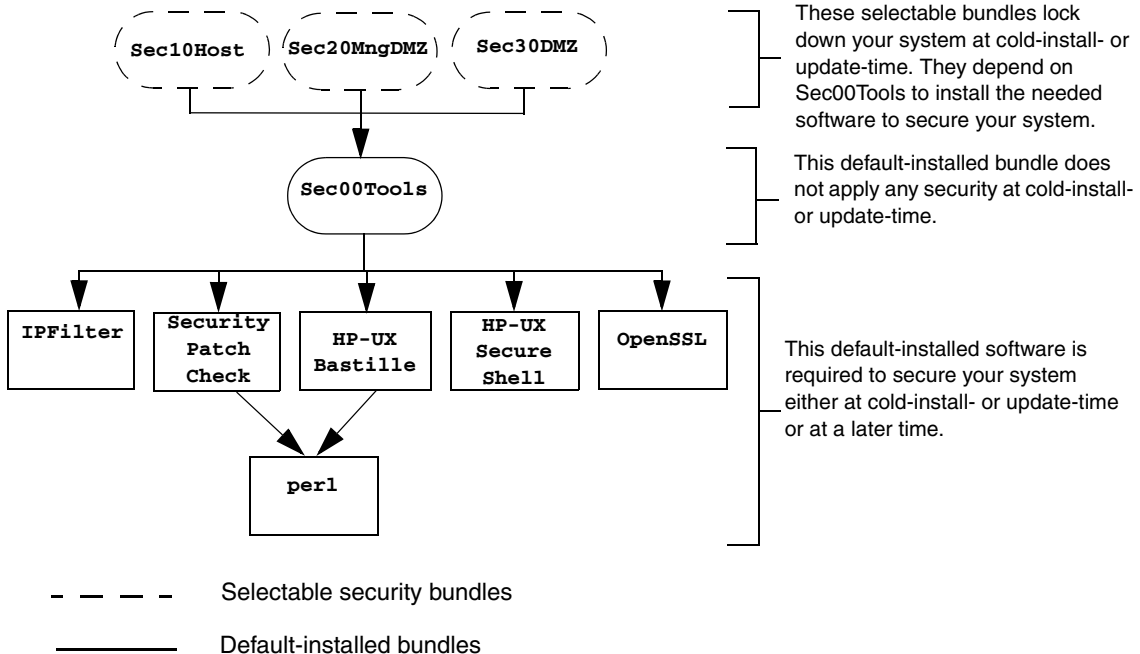 Sec10Host
Sec20MngDMZ
Sec30DMZ
These selectable bundles lock
down your system at cold-install- or
update-time. They depend on
Sec00Tools to install the needed
software to secure your system.
Sec00Tools
This default-installed bundle does
not apply any security at cold-install-
or update-time.
IPFilter
Security
Patch
Check
HP-UX
Bastille
HP-UX
Secure
Shell
OpenSSL
This default-installed software is
required to secure your system
either at cold-install- or update-time
or at a later time.
perl
Selectable security bundles
Default-installed bundles